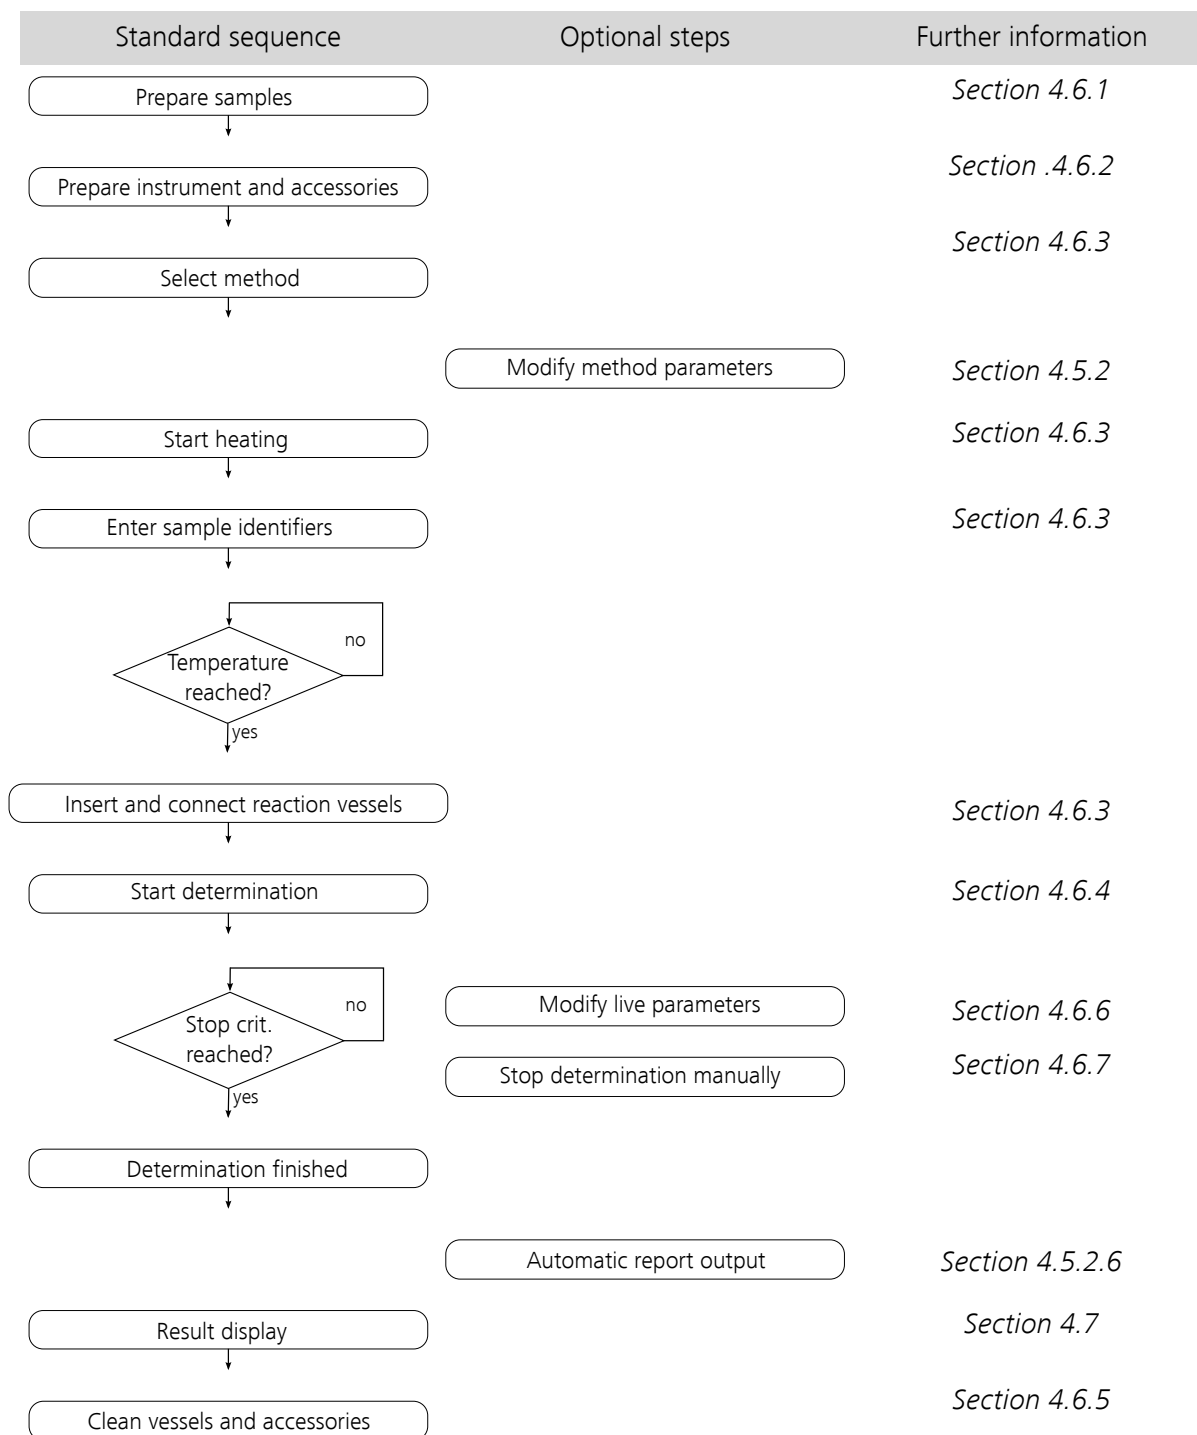 Standard sequence Optional steps Further information
Prepare samples Section 4.6.1
Prepare instrument and accessories Section .4.6.2
Select method Section 4.6.3
Modify method parameters Section 4.5.2
Start heating Section 4.6.3
Enter sample identifiers Section 4.6.3
no
Temperature
reached?
yes
Insert and connect reaction vessels Section 4.6.3
Start determination Section 4.6.4
no Modify live parameters Section 4.6.6
Stop crit.
reached?
Stop determination manually Section 4.6.7
yes
Determination finished
Automatic report output Section 4.5.2.6
Result display Section 4.7
Clean vessels and accessories Section 4.6.5